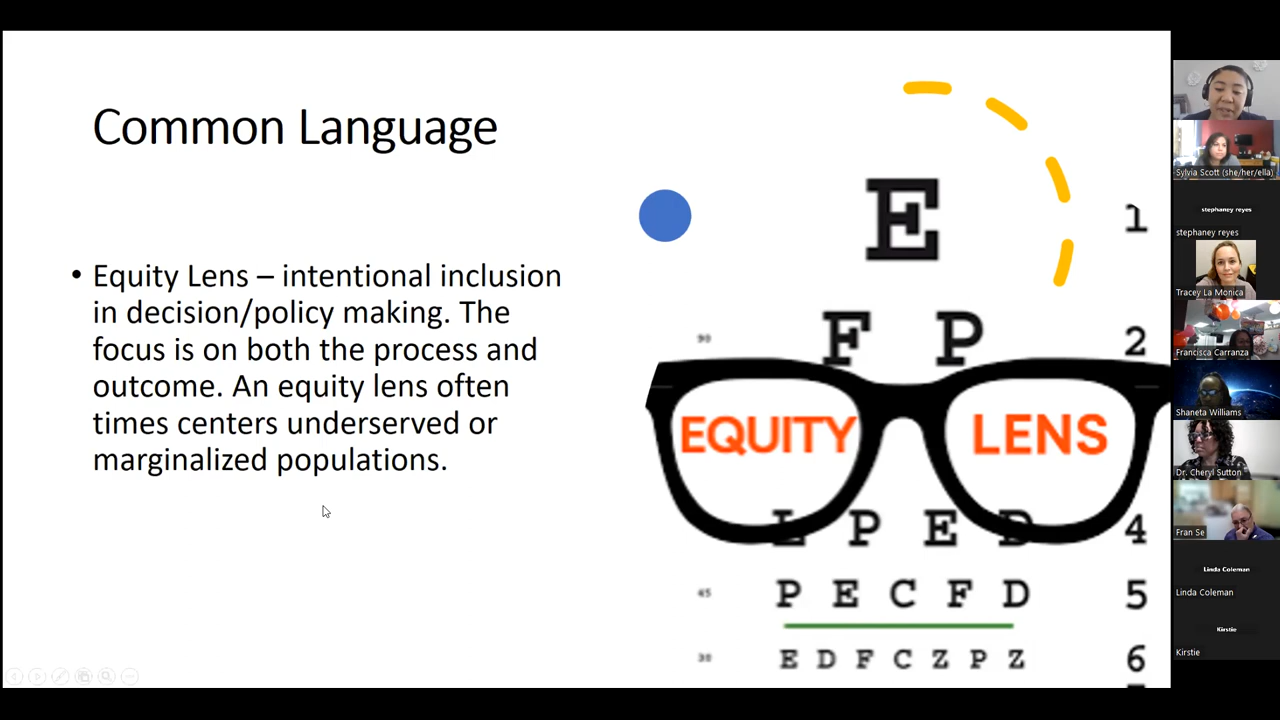 Common Language
• Equity Lens – intentional inclusion
in decision/policy making. The
focus is on both the process and
outcome. An equity lens often
times centers underserved or
marginalized populations.
E 1
90 F P 2
EQUITY LENS
L P E D 4
45 P E C F D 5
30 E D F C Z P Z 6
Sylvia Scott (she/her/ella)
stephaney reyes
stephaney reyes
Tracey La Monica
Francisca Carranza
Shaneta Williams
Dr. Cheryl Sutton
Fran Se
Linda Coleman
Linda Coleman
Kirstie
Kirstie